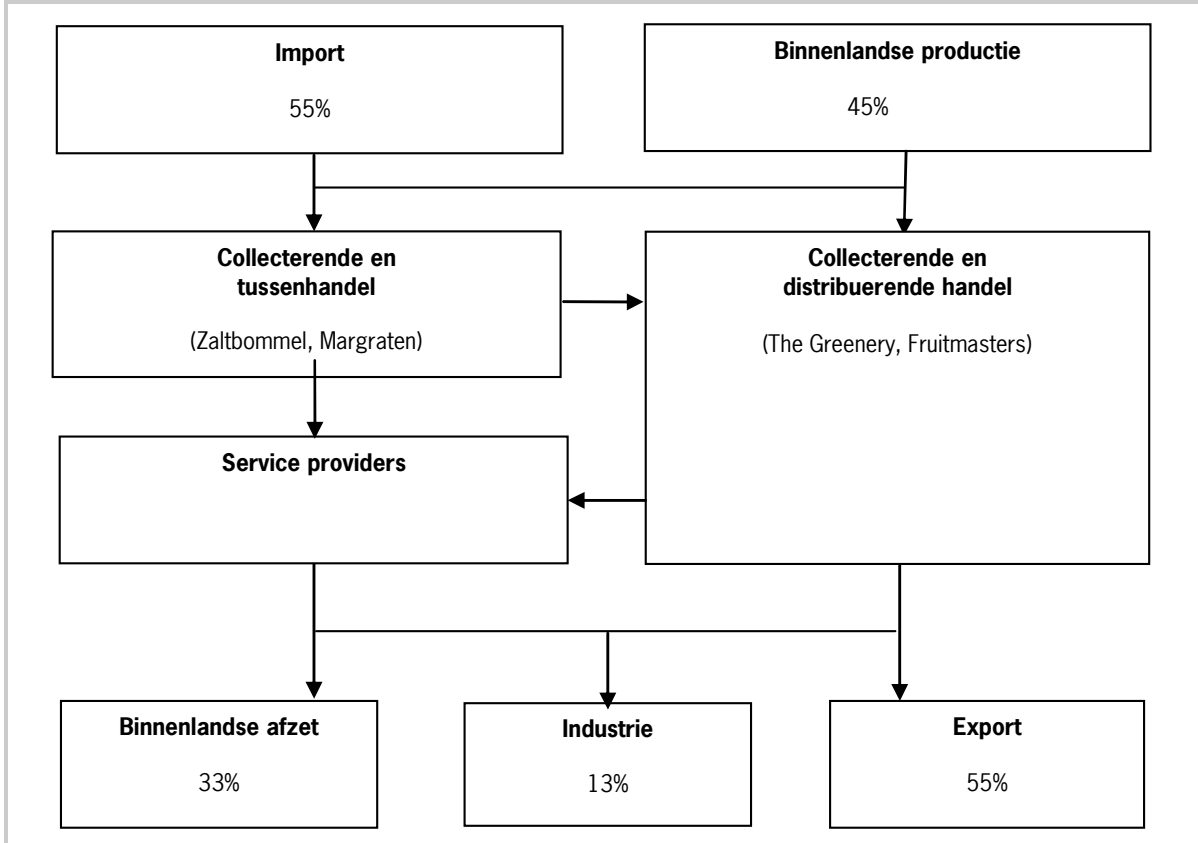 Import
55%
Binnenlandse productie
45%
Collecterende en
tussenhandel
(Zaltbommel, Margraten)
Collecterende en
distribuerende handel
(The Greenery, Fruitmasters)
Service providers
Binnenlandse afzet
33%
Industrie
13%
Export
55%